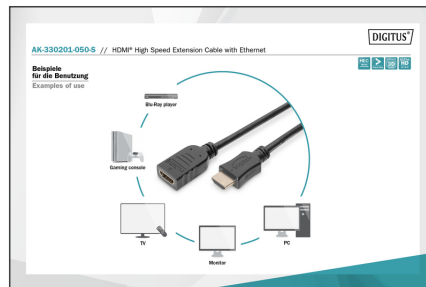 DIGITUS®
AK-330201-050-S // HDMI® High Speed Extension Cable with Ethernet
Beispiele
für die Benutzung
Examples of use
Blu-Ray player
Gaming console
TV
Monitor
PC